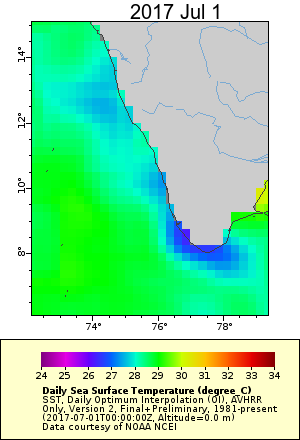 2017 Jul 1
14°
12°
10°
8°
74°
76°
78°
24 25 26 27 28 29 30 31 32 33 34
Daily Sea Surface Temperature (degree_C)
SST, Daily Optimum Interpolation (OI), AVHRR
Only, Version 2, Final+Preliminary, 1981-present
(2017-07-01T00:00:00Z, Altitude=0.0 m)
Data courtesy of NOAA NCEI